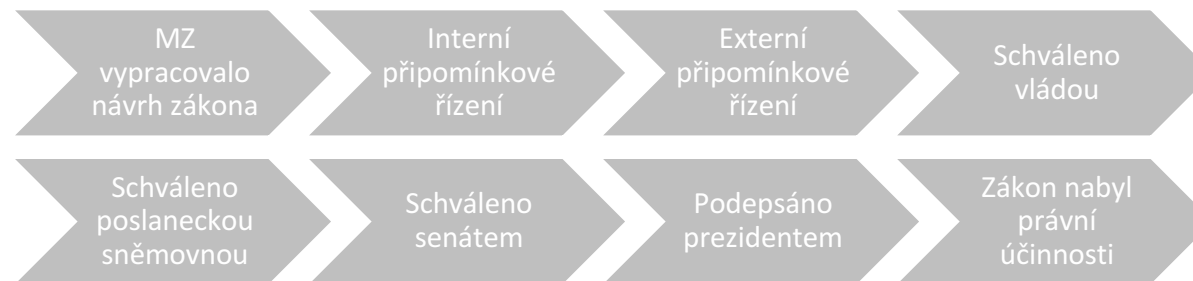 MZ
vypracovalo
návrh zákona
Interní
připomínkové
řízení
Externí
připomínkové
řízení
Schváleno
vládou
Schváleno
poslaneckou
sněmovnou
Schváleno
senátem
Podepsáno
prezidentem
Zákon nabyl
právní
účinnosti